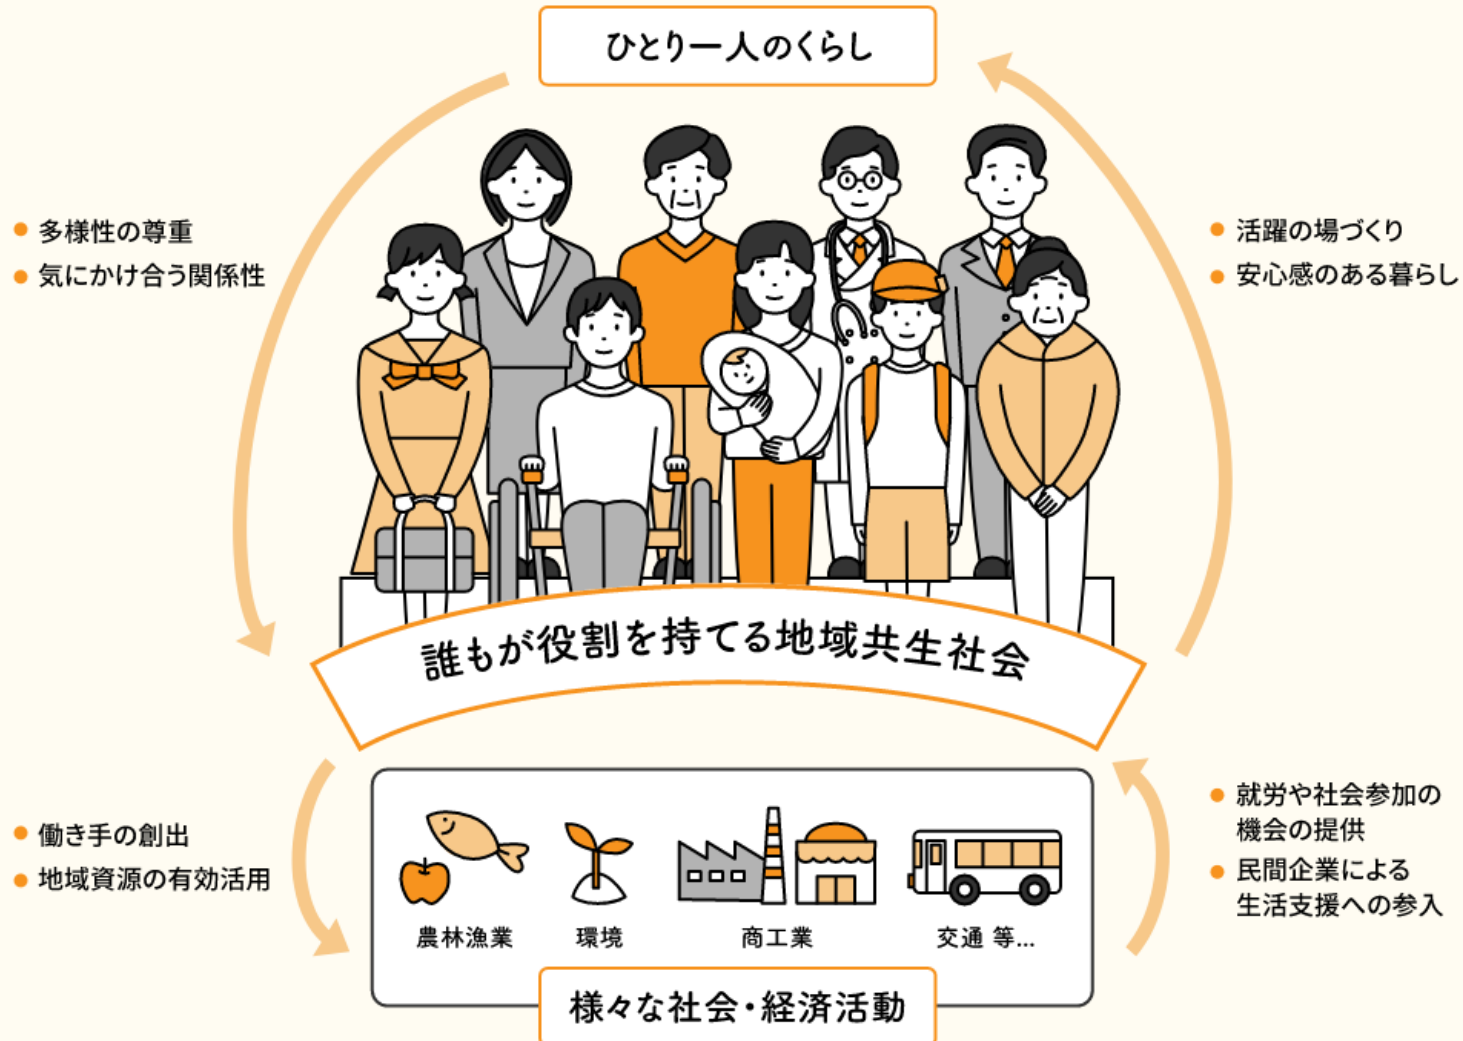 ひとり一人のくらし
多様性の尊重
気にかけ合う関係性
活躍の場づくり
安心感のある暮らし
誰もが役割を持てる地域共生社会
働き手の創出
地域資源の有効活用
就労や社会参加の
機会の提供
民間企業による
生活支援への参入
農林漁業
環境
商工業
交通 等...
様々な社会・経済活動